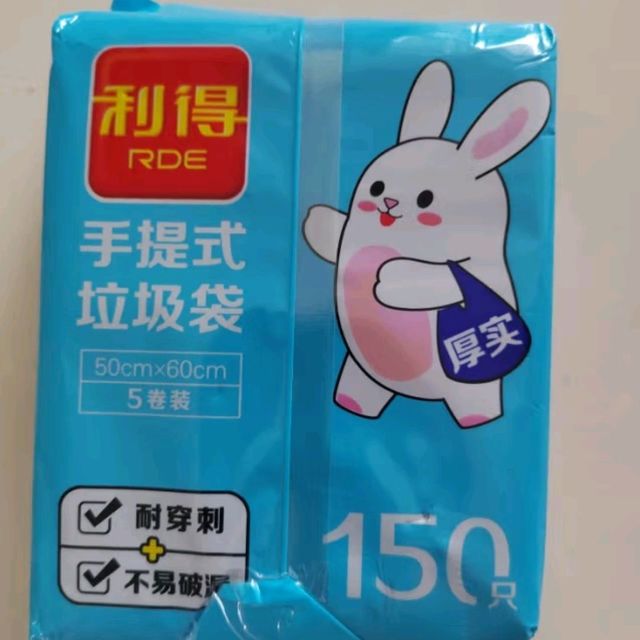 利得
RDE
手提式
垃圾袋
50cm×60cm
5卷装
厚实
耐穿刺
+
不易破漏
150只